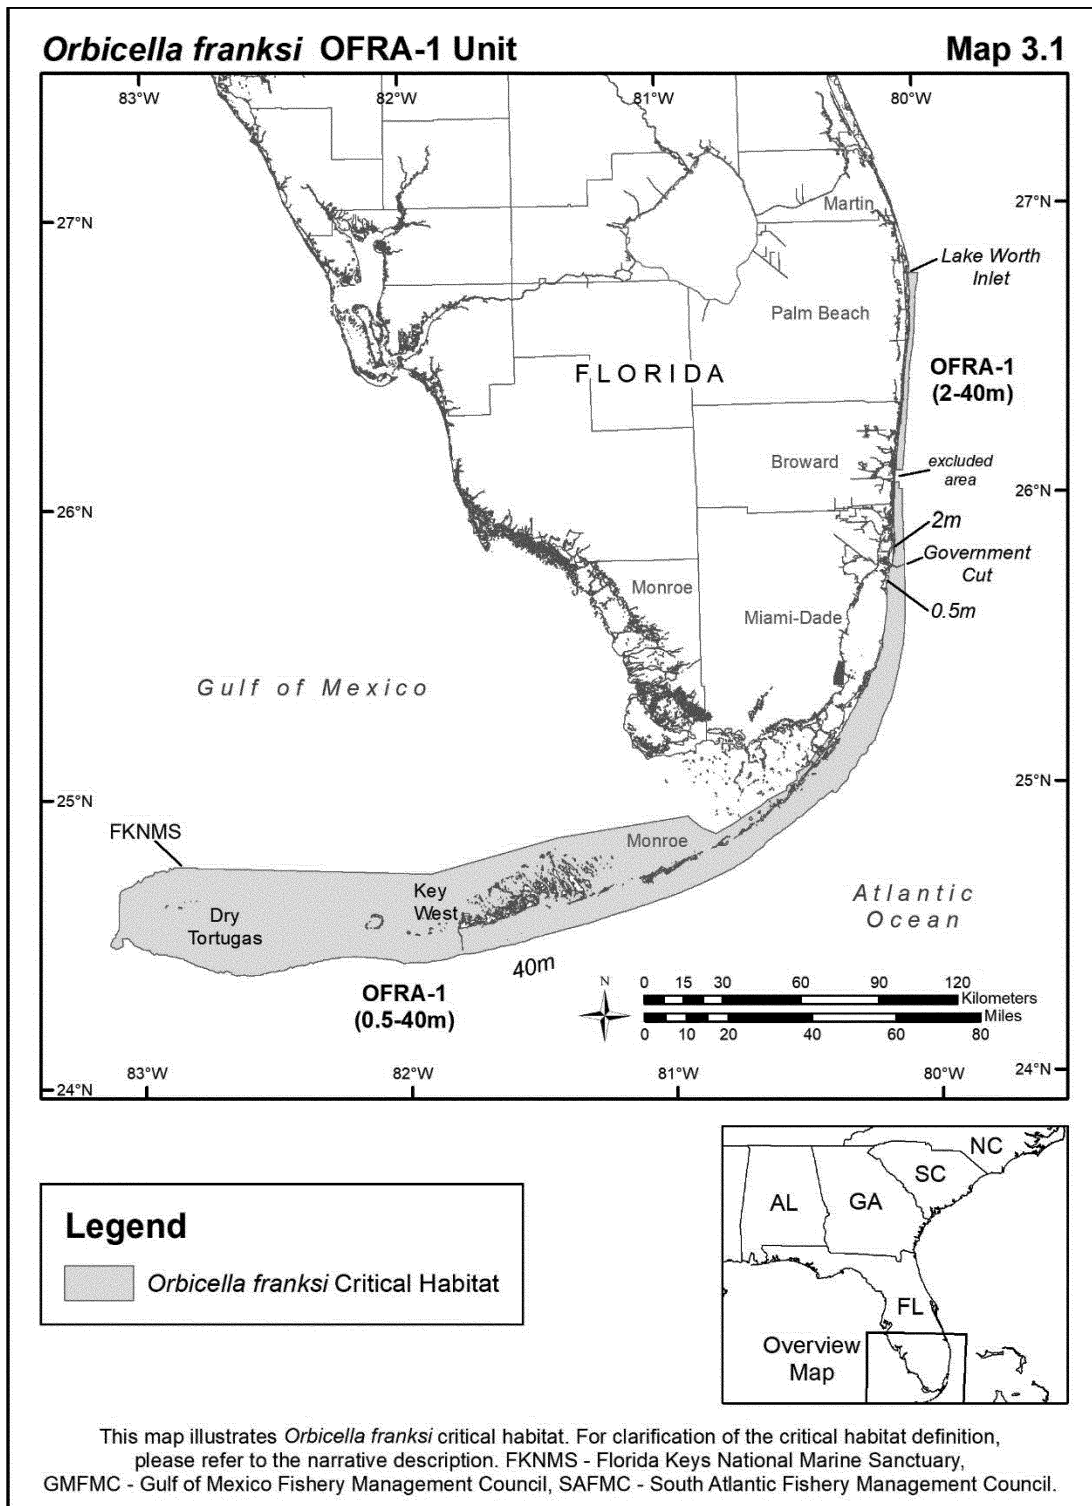 Orbicella franksi OFRA-1 Unit
Map 3.1
83°W
82°W
81°W
80°W
27°N
27°N
Martin
Lake Worth
Inlet
Palm Beach
FLORIDA
OFRA-1
(2-40m)
Broward
excluded
area
26°N
26°N
2m
Government
Cut
Monroe
Miami-Dade
0.5m
Gulf of Mexico
25°N
25°N
FKNMS
Monroe
Key
West
Dry
Tortugas
Atlantic
Ocean
40m
OFRA-1
(0.5-40m)
N
0 15 30 60 90 120
Kilometers
Miles
0 10 20 40 60 80
24°N
24°N
83°W
82°W
81°W
80°W
Legend
Orbicella franksi Critical Habitat
NC
SC
AL
GA
FL
Overview
Map
This map illustrates Orbicella franksi critical habitat. For clarification of the critical habitat definition,
please refer to the narrative description. FKNMS - Florida Keys National Marine Sanctuary,
GMFMC - Gulf of Mexico Fishery Management Council, SAFMC - South Atlantic Fishery Management Council.